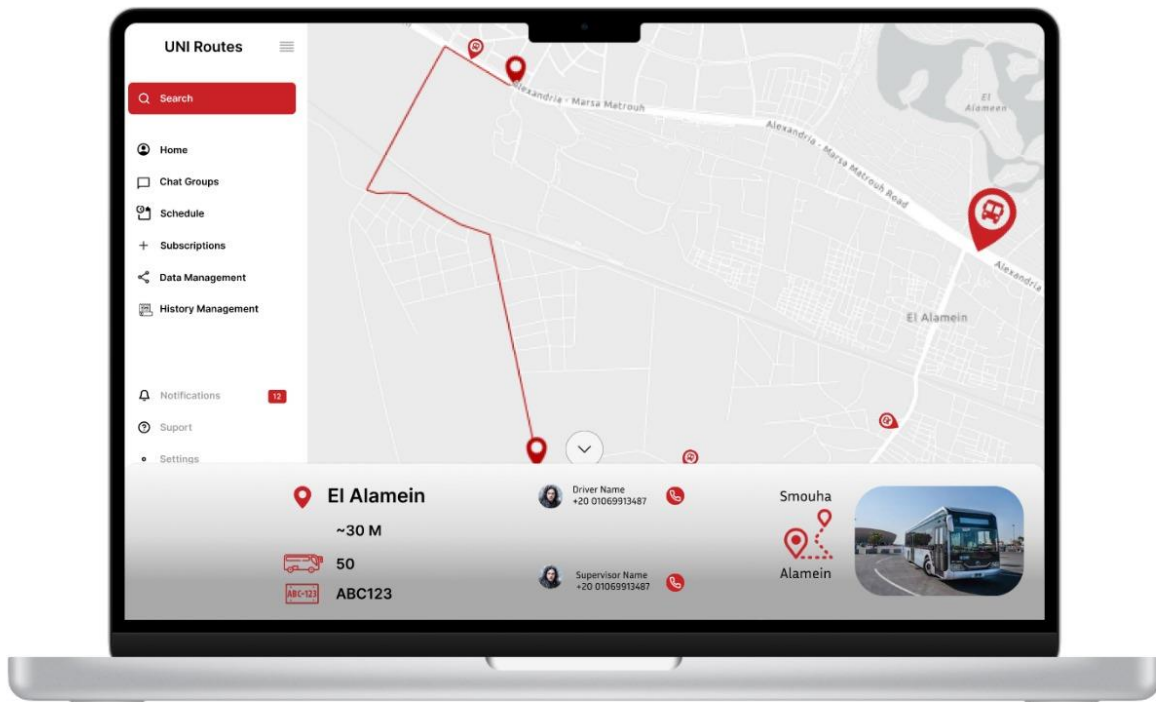 UNI Routes
Search
Home
Chat Groups
Schedule
Subscriptions
Data Management
History Management
Notifications
12
Suport
Settings
Alexandria - Marsa Matrouh
Alexandria - Marsa Matrouh Road
El
Alameen
Alexandria
El Alamein
El Alamein
~30 M
50
ABC-123
ABC123
Driver Name
+20 01069913487
Supervisor Name
+20 01069913487
Smouha
Alamein